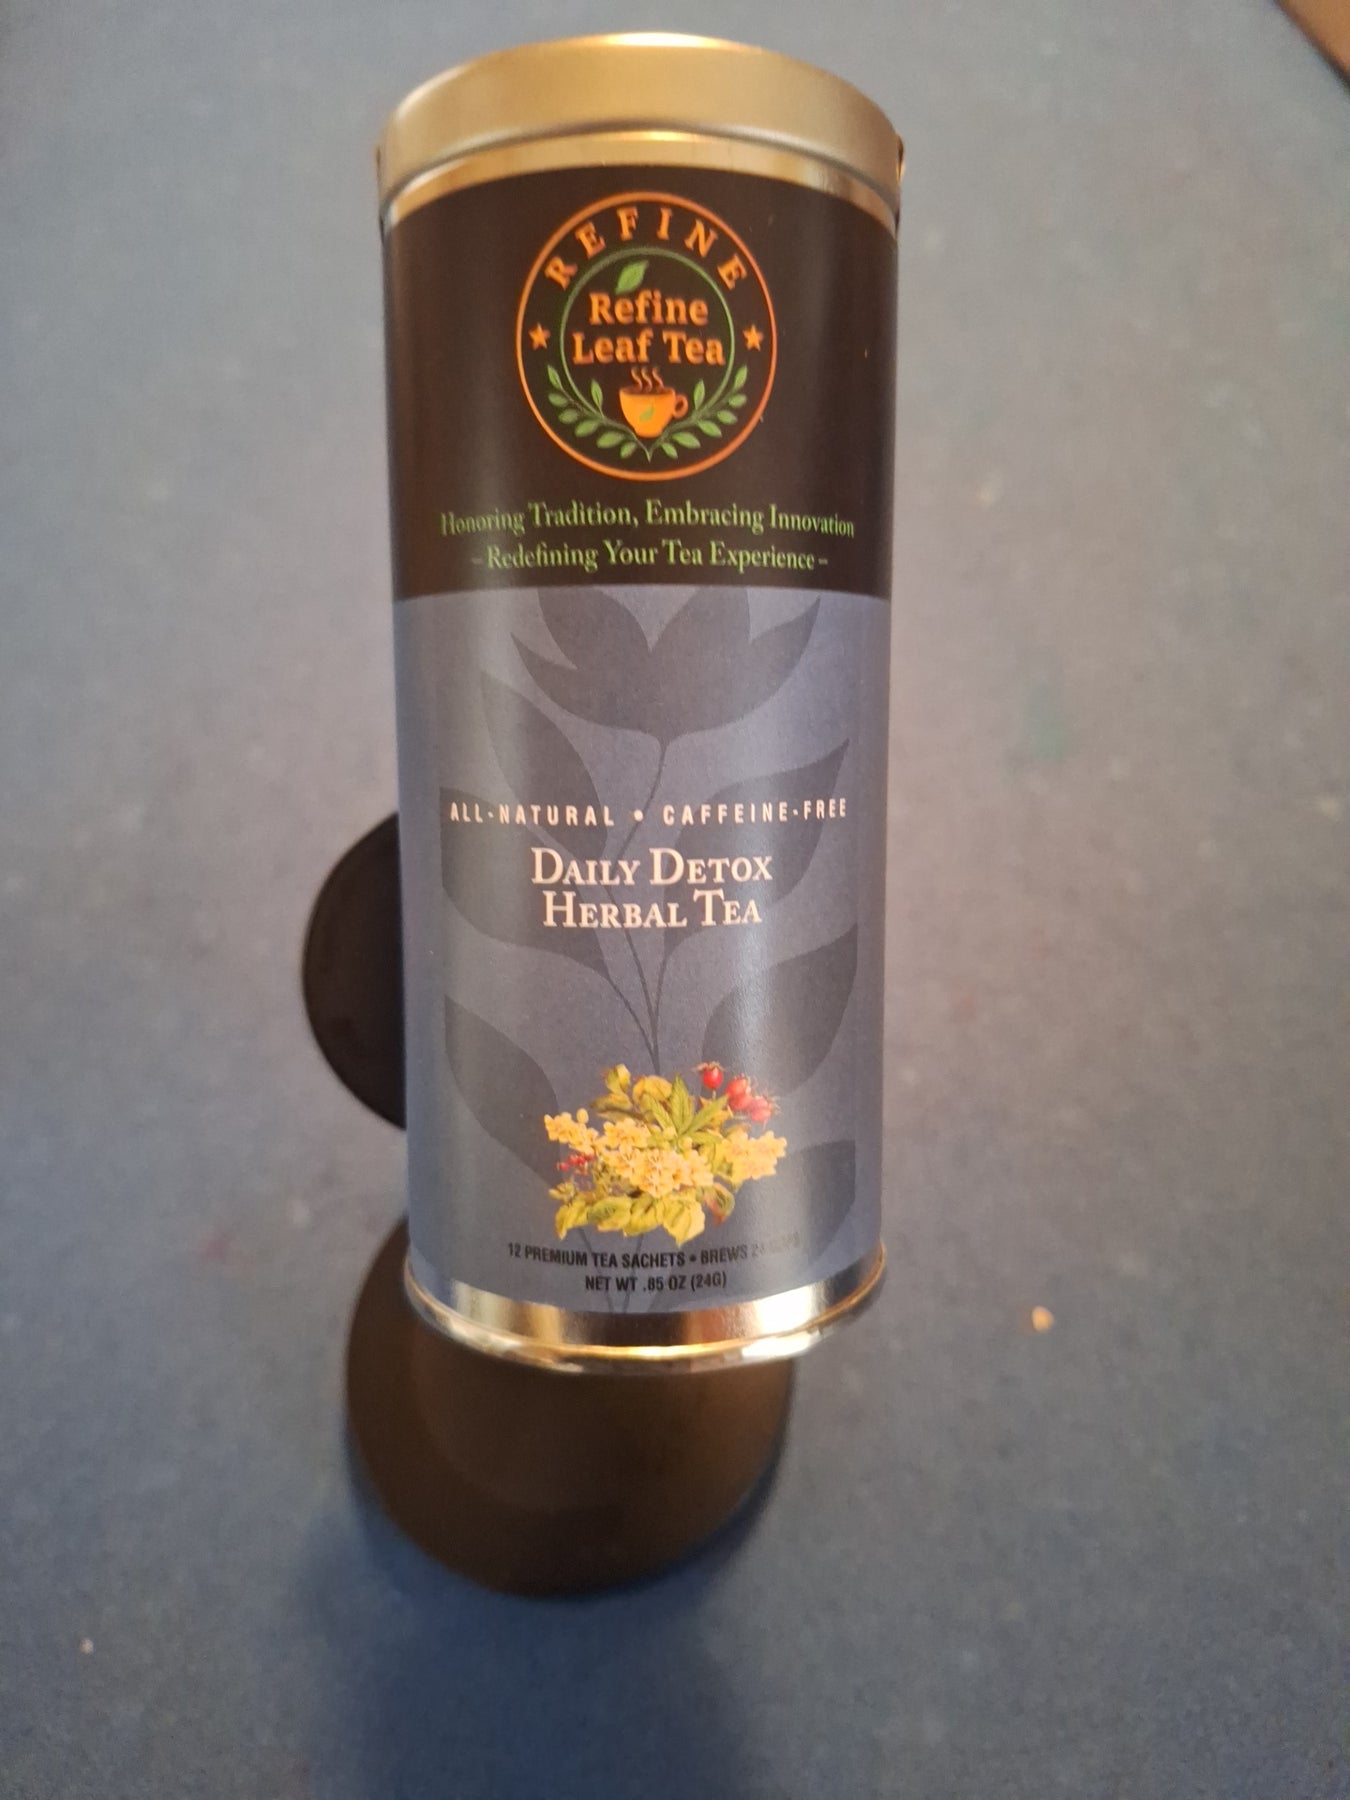 REFINE
Refine
Leaf Tea
Honoring Tradition, Embracing Innovation
– Redefining Your Tea Experience –
ALL-NATURAL • CAFFEINE-FREE
DAILY DETOX
HERBAL TEA
12 PREMIUM TEA SACHETS • BREWS
NET WT .85 OZ (24G)